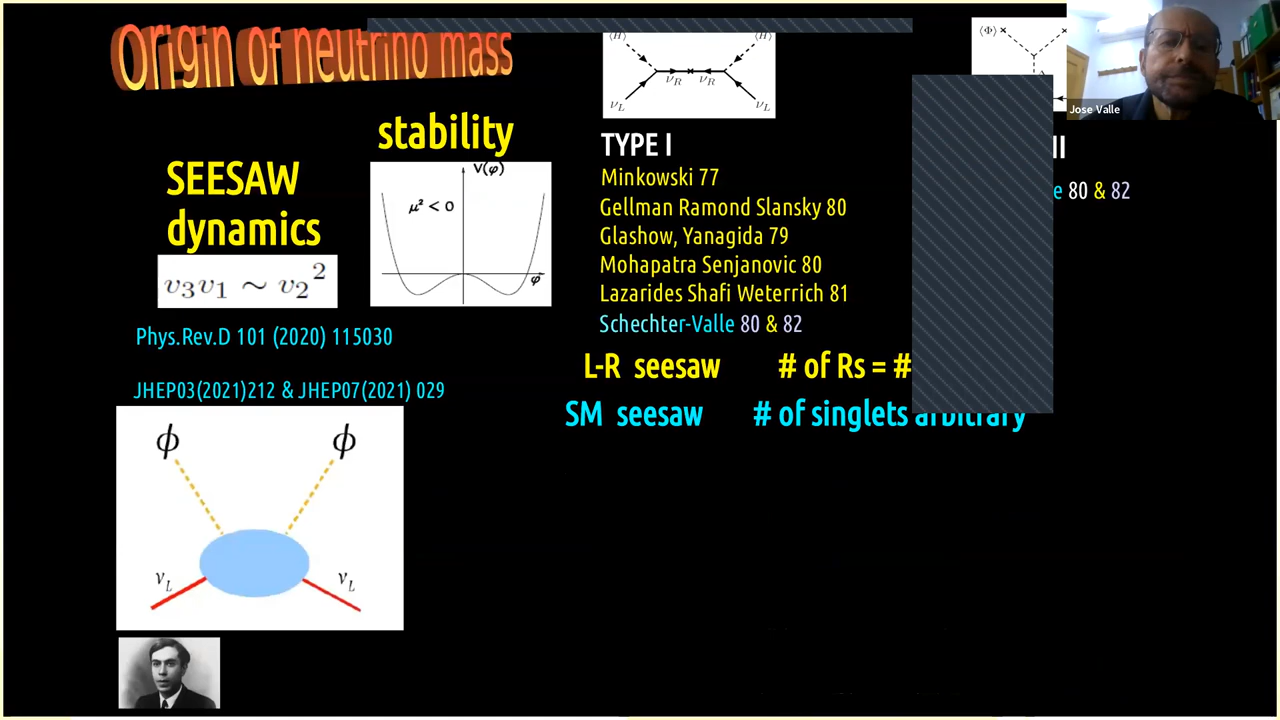 Origin of neutrino mass
stability
SEESAW
dynamics
v₃v₁ ~ v₂²
V(φ)
μ² < 0
φ
Phys.Rev.D 101 (2020) 115030
JHEP03(2021)212 & JHEP07(2021) 029
ϕ ϕ
ν_L ν_L
⟨H⟩ ⟨H⟩
ν_R ν_R
ν_L ν_L
TYPE I
Minkowski 77
Gellman Ramond Slansky 80
Glashow, Yanagida 79
Mohapatra Senjanovic 80
Lazarides Shafi Weterrich 81
Schechter-Valle 80 & 82
L-R seesaw # of Rs = #
SM seesaw # of singlets arbitrary
⟨Φ⟩
II
e 80 & 82
Jose Valle